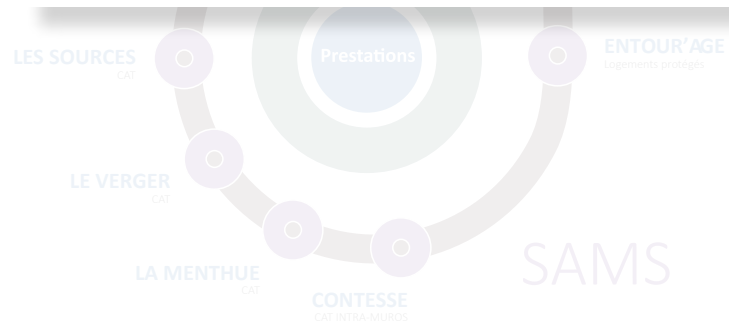 LES SOURCES
CAT
Prestations
ENTOUR'AGE
Logements protégés
LE VERGER
CAT
LA MENTHUE
CAT
SAMS
CONTESSE
CAT INTRA-MUROS